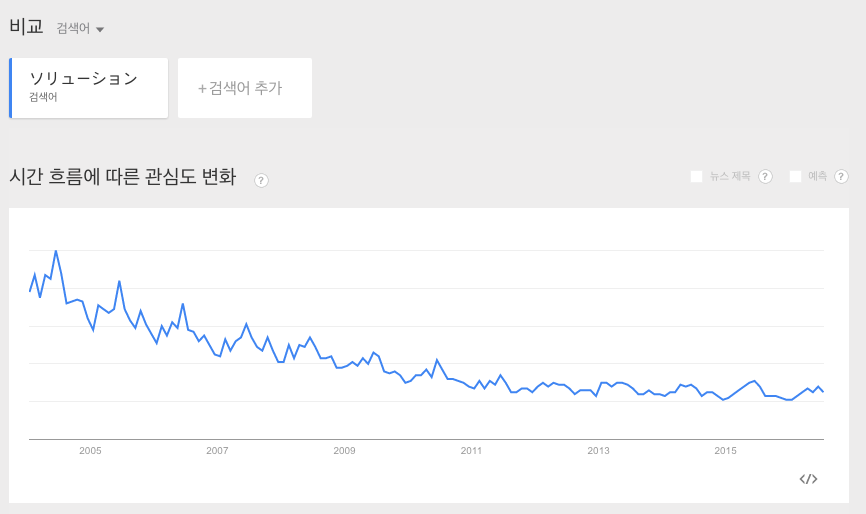 비교 검색어
ソリューション
검색어
+검색어 추가
시간 흐름에 따른 관심도 변화 ?
뉴스 제목 ? 예측 ?
2005 2007 2009 2011 2013 2015
</>